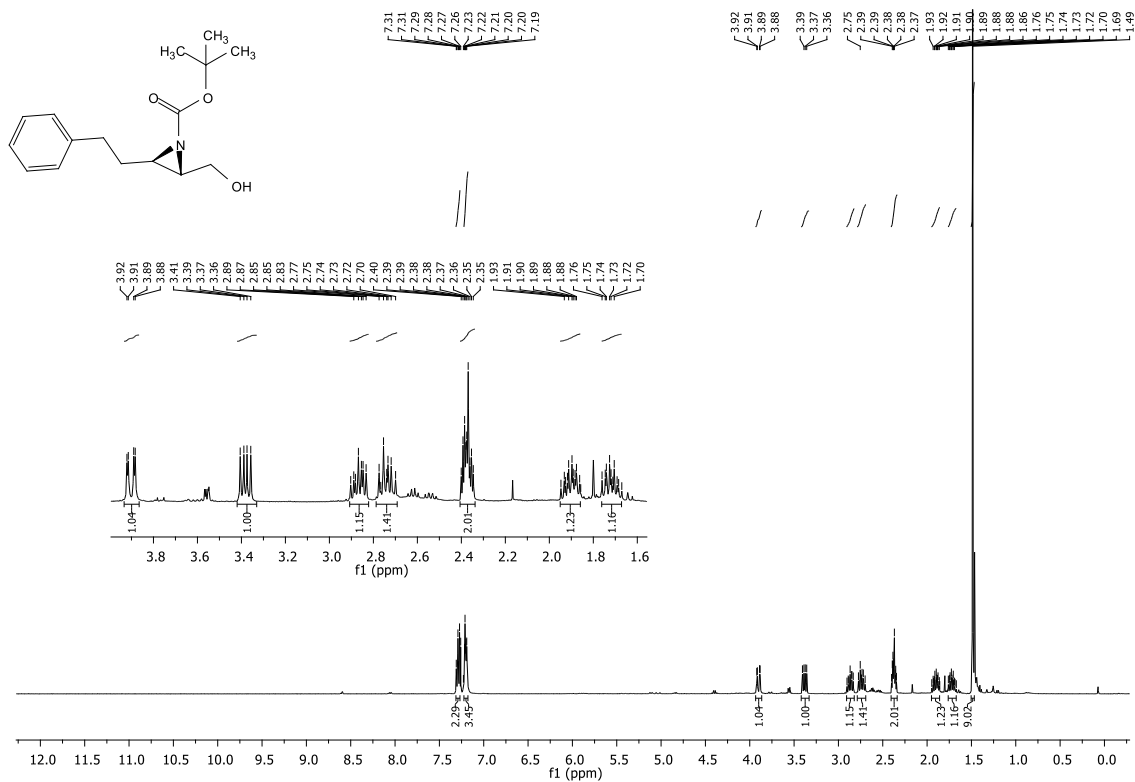 7.31 7.31 7.29 7.28 7.27 7.26 7.23 7.22 7.21 7.20 7.20 7.19
3.92 3.91 3.89 3.88
3.39 3.37 3.36
2.75 2.39 2.39 2.38 2.38 2.37
1.93 1.92 1.91 1.90 1.89 1.88 1.88 1.86 1.76 1.75 1.74 1.73 1.72 1.70 1.69 1.49
CH3
H3C CH3
O O
N
OH
3.92 3.91 3.89 3.88 3.41 3.39 3.37 3.36 2.89 2.87 2.85 2.85 2.83 2.77 2.75 2.74 2.73 2.72 2.70 2.40 2.39 2.39 2.38 2.38 2.37 2.36 2.35 2.35 1.93 1.91 1.90 1.89 1.88 1.88 1.76 1.75 1.74 1.73 1.72 1.70
1.04 1.00 1.15 1.41 2.01 1.23 1.16
3.8 3.6 3.4 3.2 3.0 2.8 2.6 2.4 2.2 2.0 1.8 1.6
f1 (ppm)
2.29 3.45 1.04 1.00 1.15 1.41 2.01 1.23 1.16 9.02
12.0 11.5 11.0 10.5 10.0 9.5 9.0 8.5 8.0 7.5 7.0 6.5 6.0 5.5 5.0 4.5 4.0 3.5 3.0 2.5 2.0 1.5 1.0 0.5 0.0
f1 (ppm)